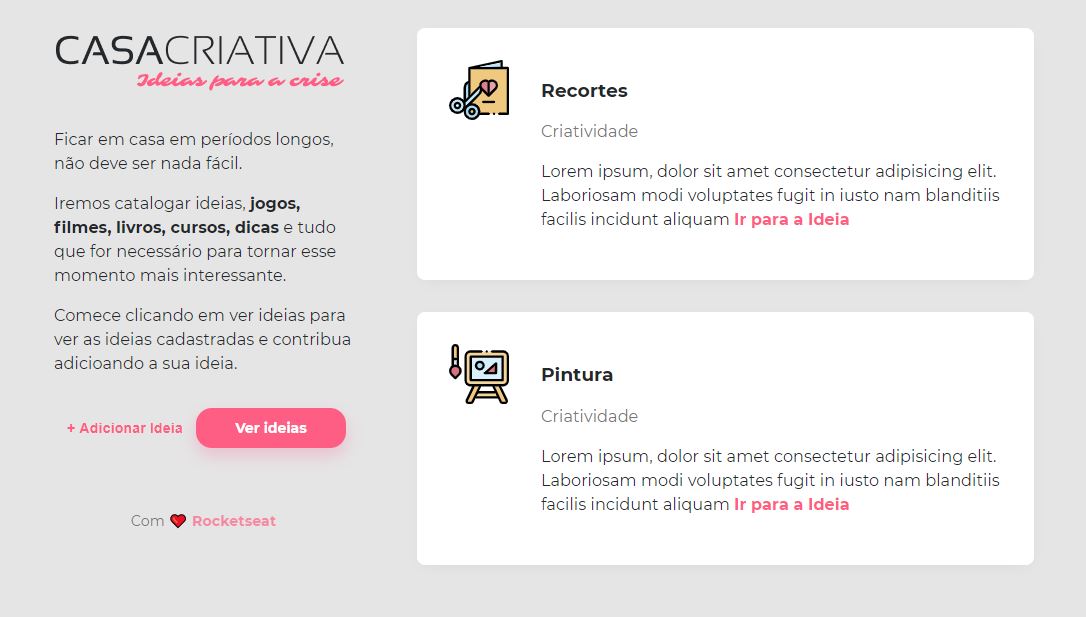 CASACRIATIVA
Ideias para a crise
Ficar em casa em períodos longos,
não deve ser nada fácil.
Iremos catalogar ideias, jogos,
filmes, livros, cursos, dicas e tudo
que for necessário para tornar esse
momento mais interessante.
Comece clicando em ver ideias para
ver as ideias cadastradas e contribua
adicioando a sua ideia.
+ Adicionar Ideia
Ver ideias
Com Rocketseat
Recortes
Criatividade
Lorem ipsum, dolor sit amet consectetur adipisicing elit.
Laboriosam modi voluptates fugit in iusto nam blanditiis
facilis incidunt aliquam Ir para a Ideia
Pintura
Criatividade
Lorem ipsum, dolor sit amet consectetur adipisicing elit.
Laboriosam modi voluptates fugit in iusto nam blanditiis
facilis incidunt aliquam Ir para a Ideia